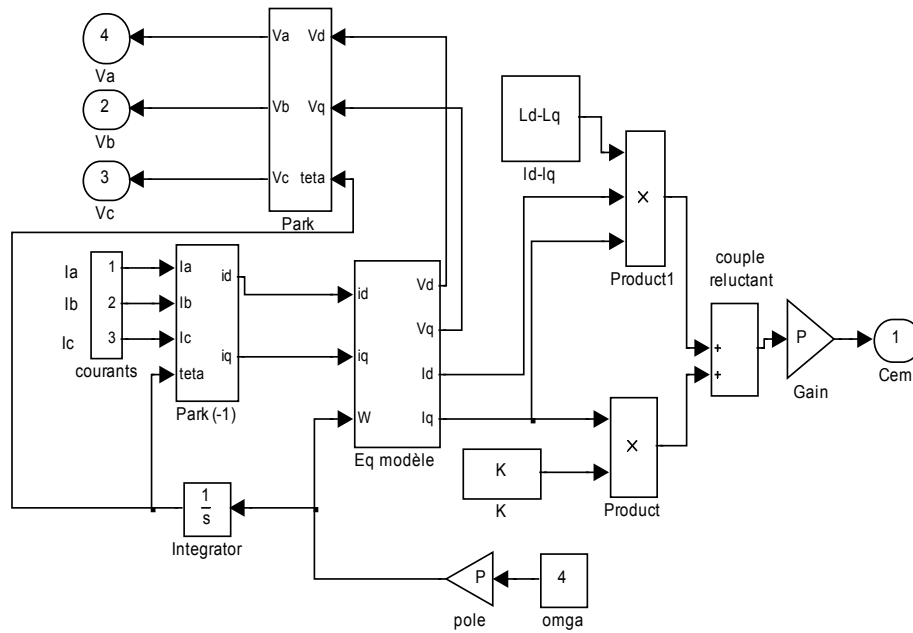 4
Va
2
Vb
3
Vc
Va Vd
Vb Vq
Vc teta
Park
Ld-Lq
ld-lq
X
Product1
couple
reluctant
+
+
P
Gain
1
Cem
Ia 1
Ib 2
Ic 3
courants
Ia id
Ib
Ic iq
teta
Park (-1)
id Vd
iq Vq
Id
W Iq
Eq modèle
K
K
X
Product
1
s
Integrator
P
pole
4
omga